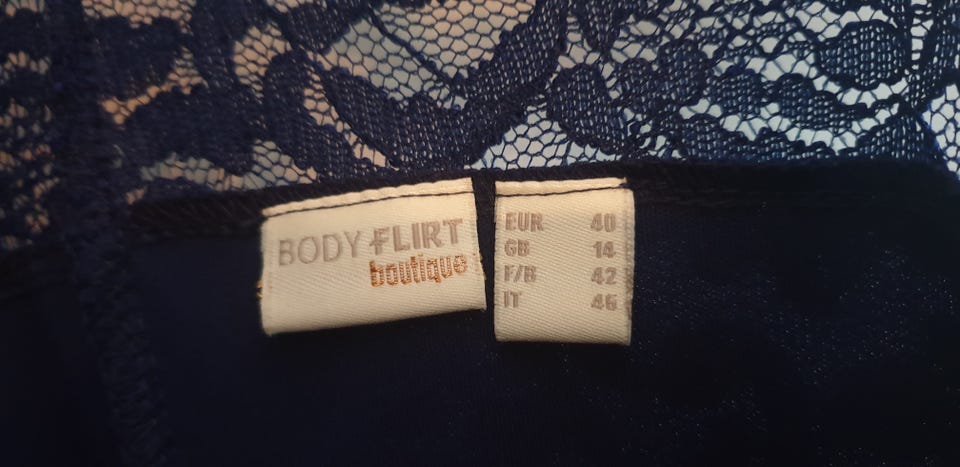 BODY FLIRT
boutique
EUR 40
GB 14
F/B 42
IT 46